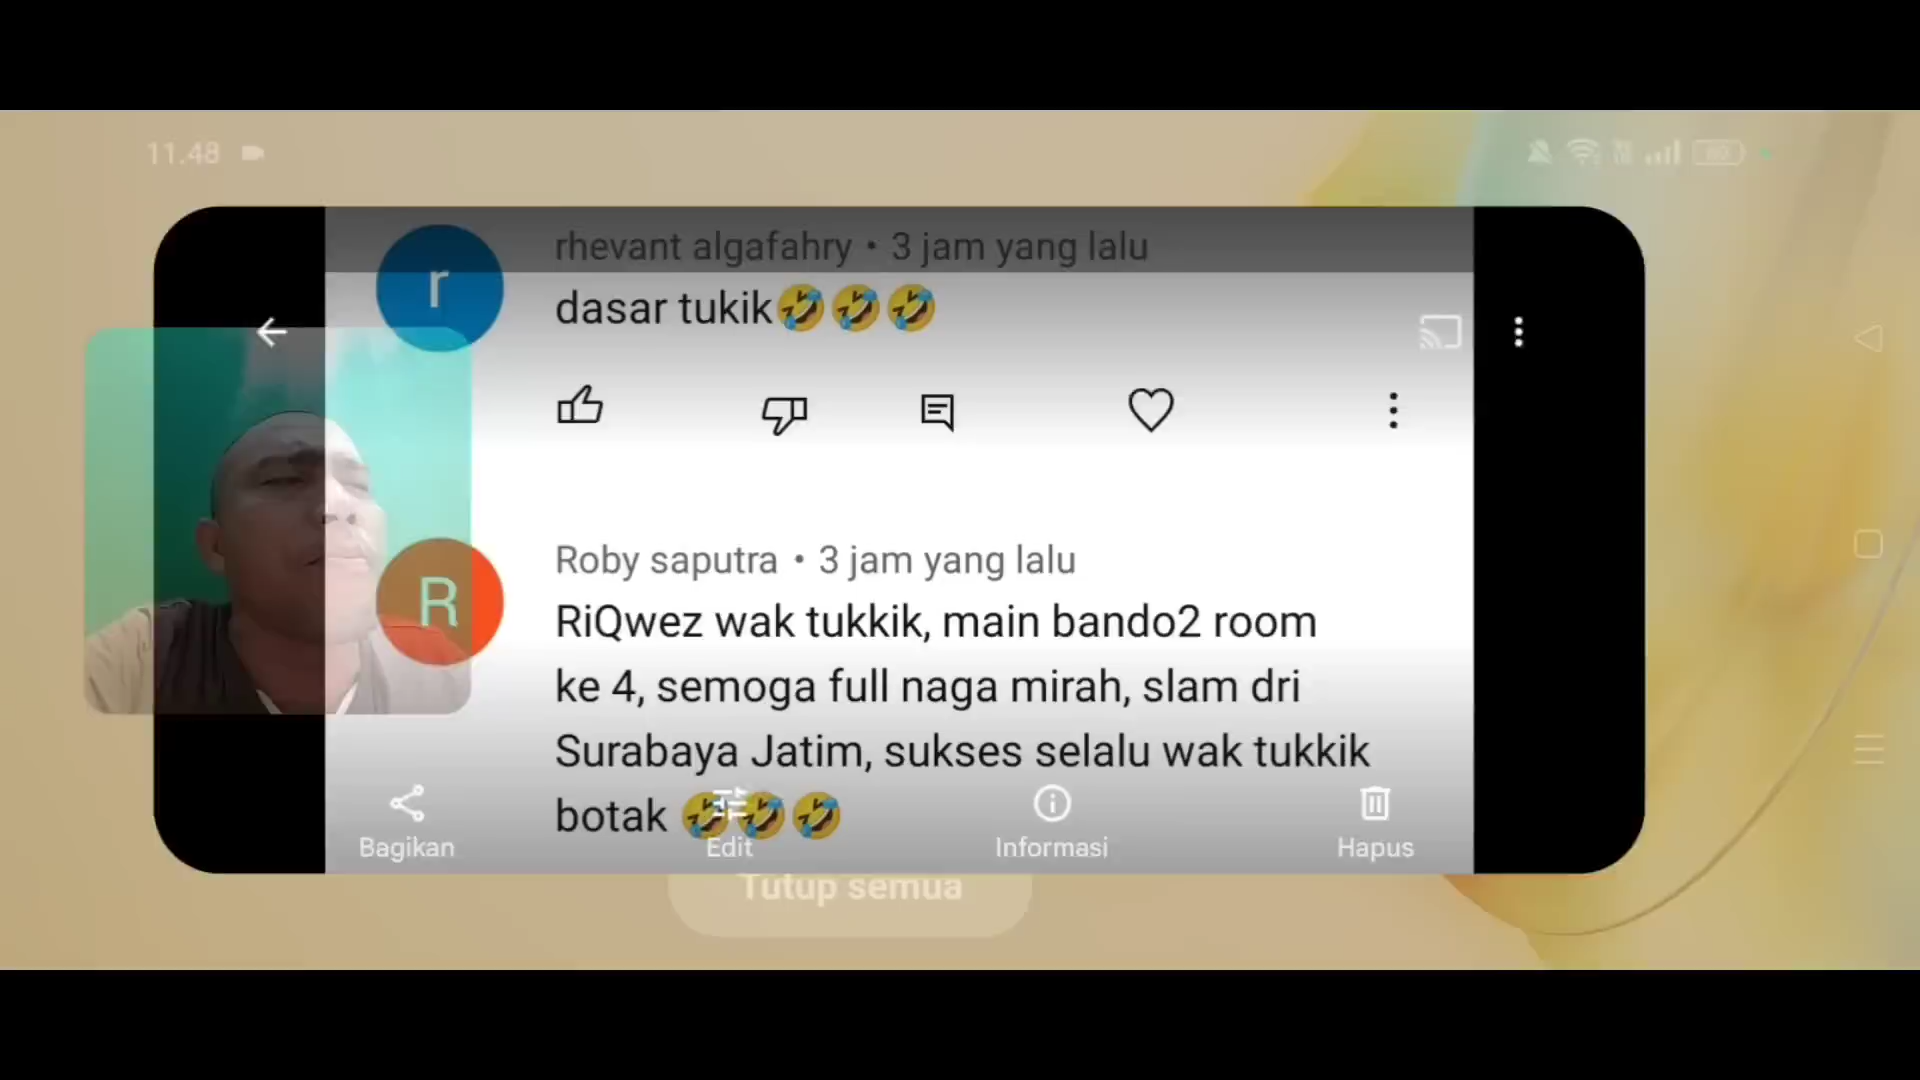 11.48
rhevant algafahry • 3 jam yang lalu
r
dasar tukik🤣🤣🤣
Roby saputra • 3 jam yang lalu
R
RiQwez wak tukkik, main bando2 room
ke 4, semoga full naga mirah, slam dri
Surabaya Jatim, sukses selalu wak tukkik
botak 🤣🤣🤣
Bagikan
Edit
Informasi
Hapus
Tutup semua